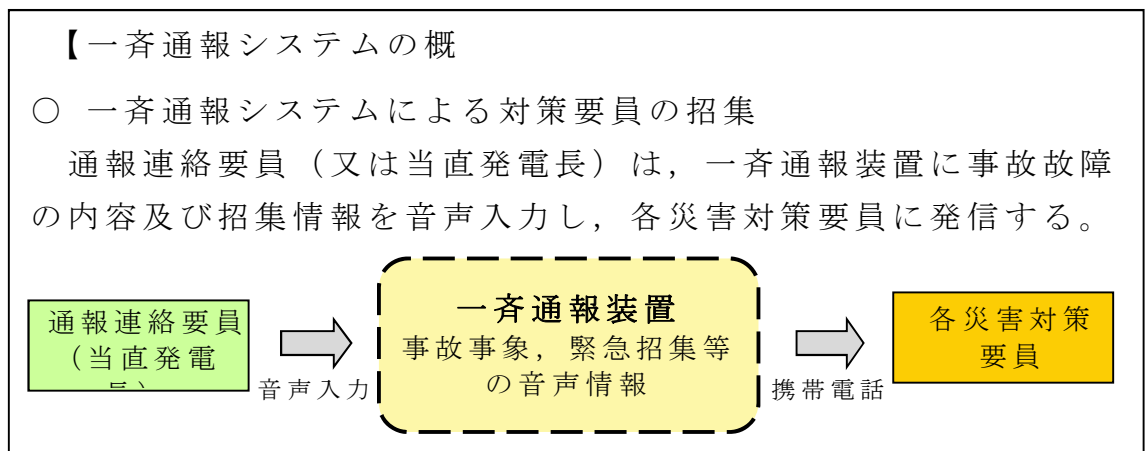 【一斉通報システムの概
○ 一斉通報システムによる対策要員の招集
通報連絡要員（又は当直発電長）は，一斉通報装置に事故故障
の内容及び招集情報を音声入力し，各災害対策要員に発信する。
通報連絡要員
（当直発電
音声入力
一斉通報装置
事故事象，緊急招集等
の音声情報
携帯電話
各災害対策
要員